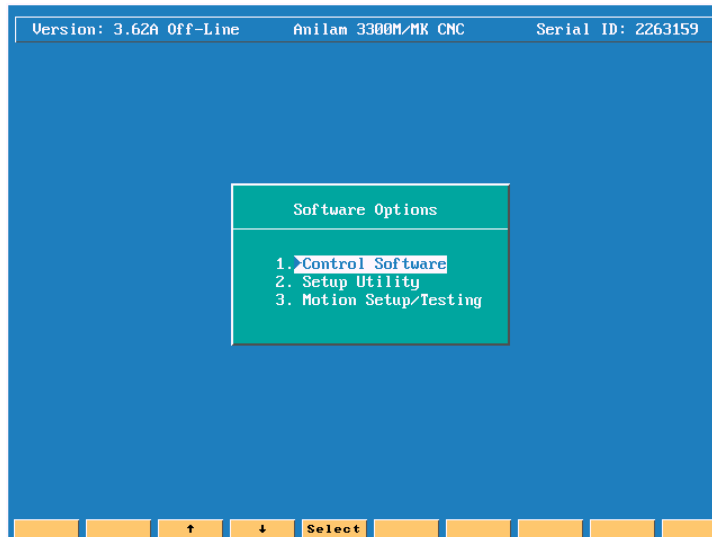 Version: 3.62A Off-Line Anilam 3300M/MK CNC Serial ID: 2263159
Software Options
1. Control Software
2. Setup Utility
3. Motion Setup/Testing
↑ ↓ Select